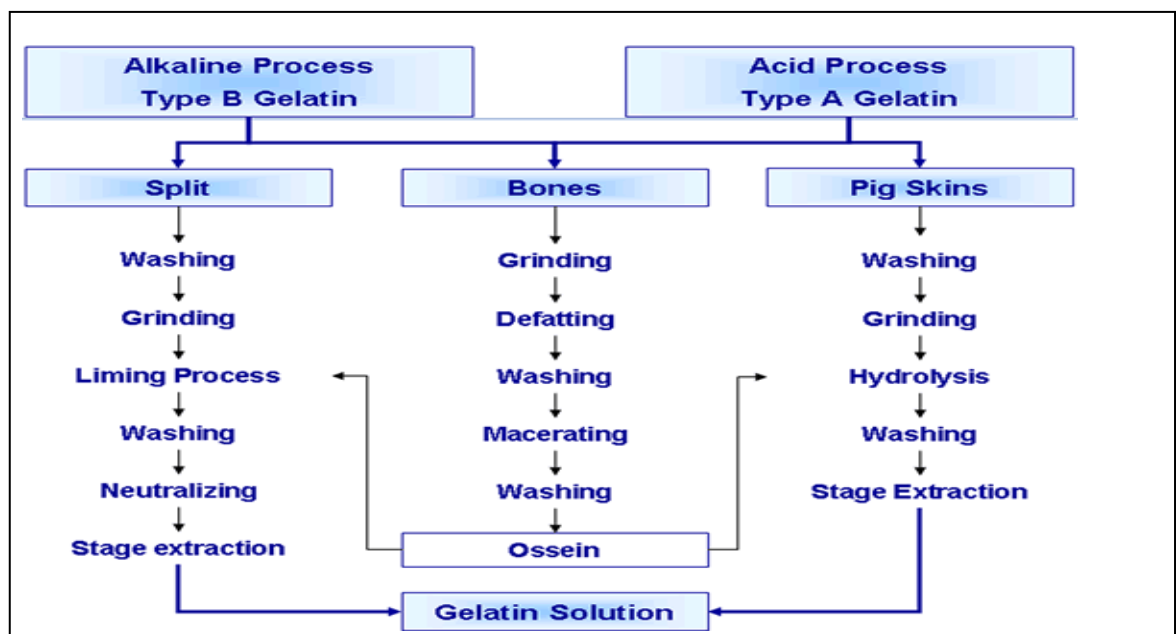 Alkaline Process
Type B Gelatin
Acid Process
Type A Gelatin
Split
Bones
Pig Skins
Washing
Grinding
Washing
Grinding
Defatting
Grinding
Liming Process
Washing
Hydrolysis
Washing
Macerating
Washing
Neutralizing
Washing
Stage Extraction
Stage extraction
Ossein
Gelatin Solution